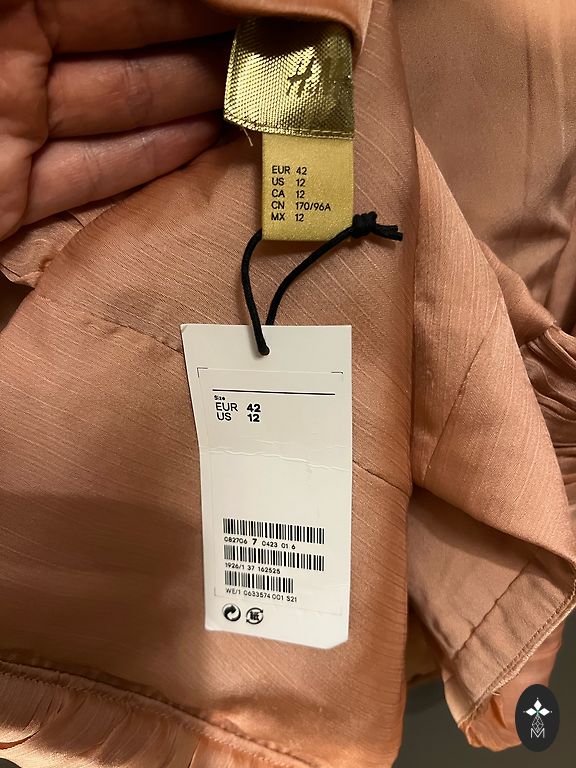 H&M
EUR 42
US 12
CA 12
CN 170/96A
MX 12
Size
EUR 42
US 12
082706 7 0423 01 6
1926/1 37 162525
WE/1 0633574 001 S21